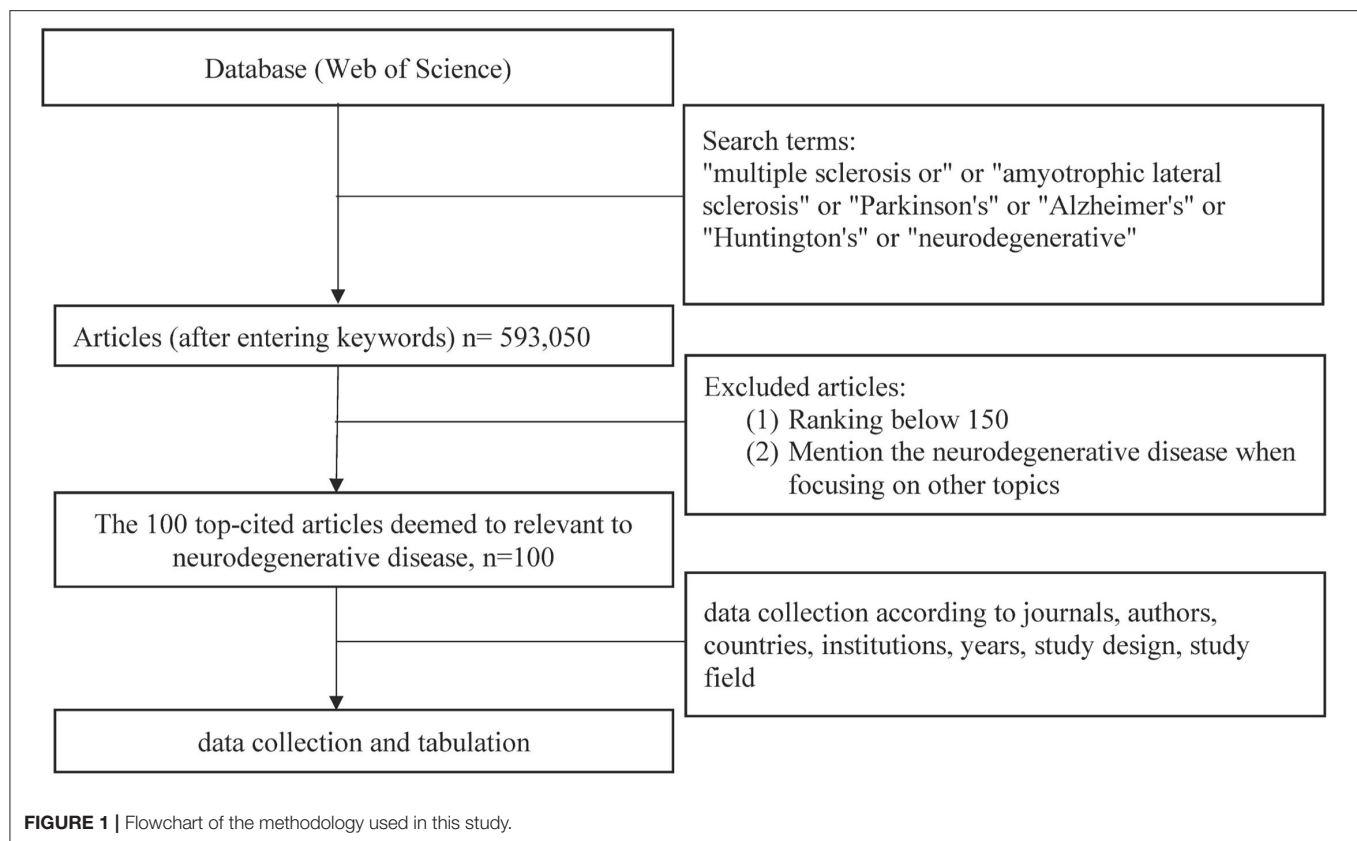 Database (Web of Science)
Search terms:
"multiple sclerosis or" or "amyotrophic lateral
sclerosis" or "Parkinson's" or "Alzheimer's" or
"Huntington's" or "neurodegenerative"
Articles (after entering keywords) n= 593,050
Excluded articles:
(1) Ranking below 150
(2) Mention the neurodegenerative disease when
focusing on other topics
The 100 top-cited articles deemed to relevant to
neurodegenerative disease, n=100
data collection according to journals, authors,
countries, institutions, years, study design, study
field
data collection and tabulation
FIGURE 1 | Flowchart of the methodology used in this study.